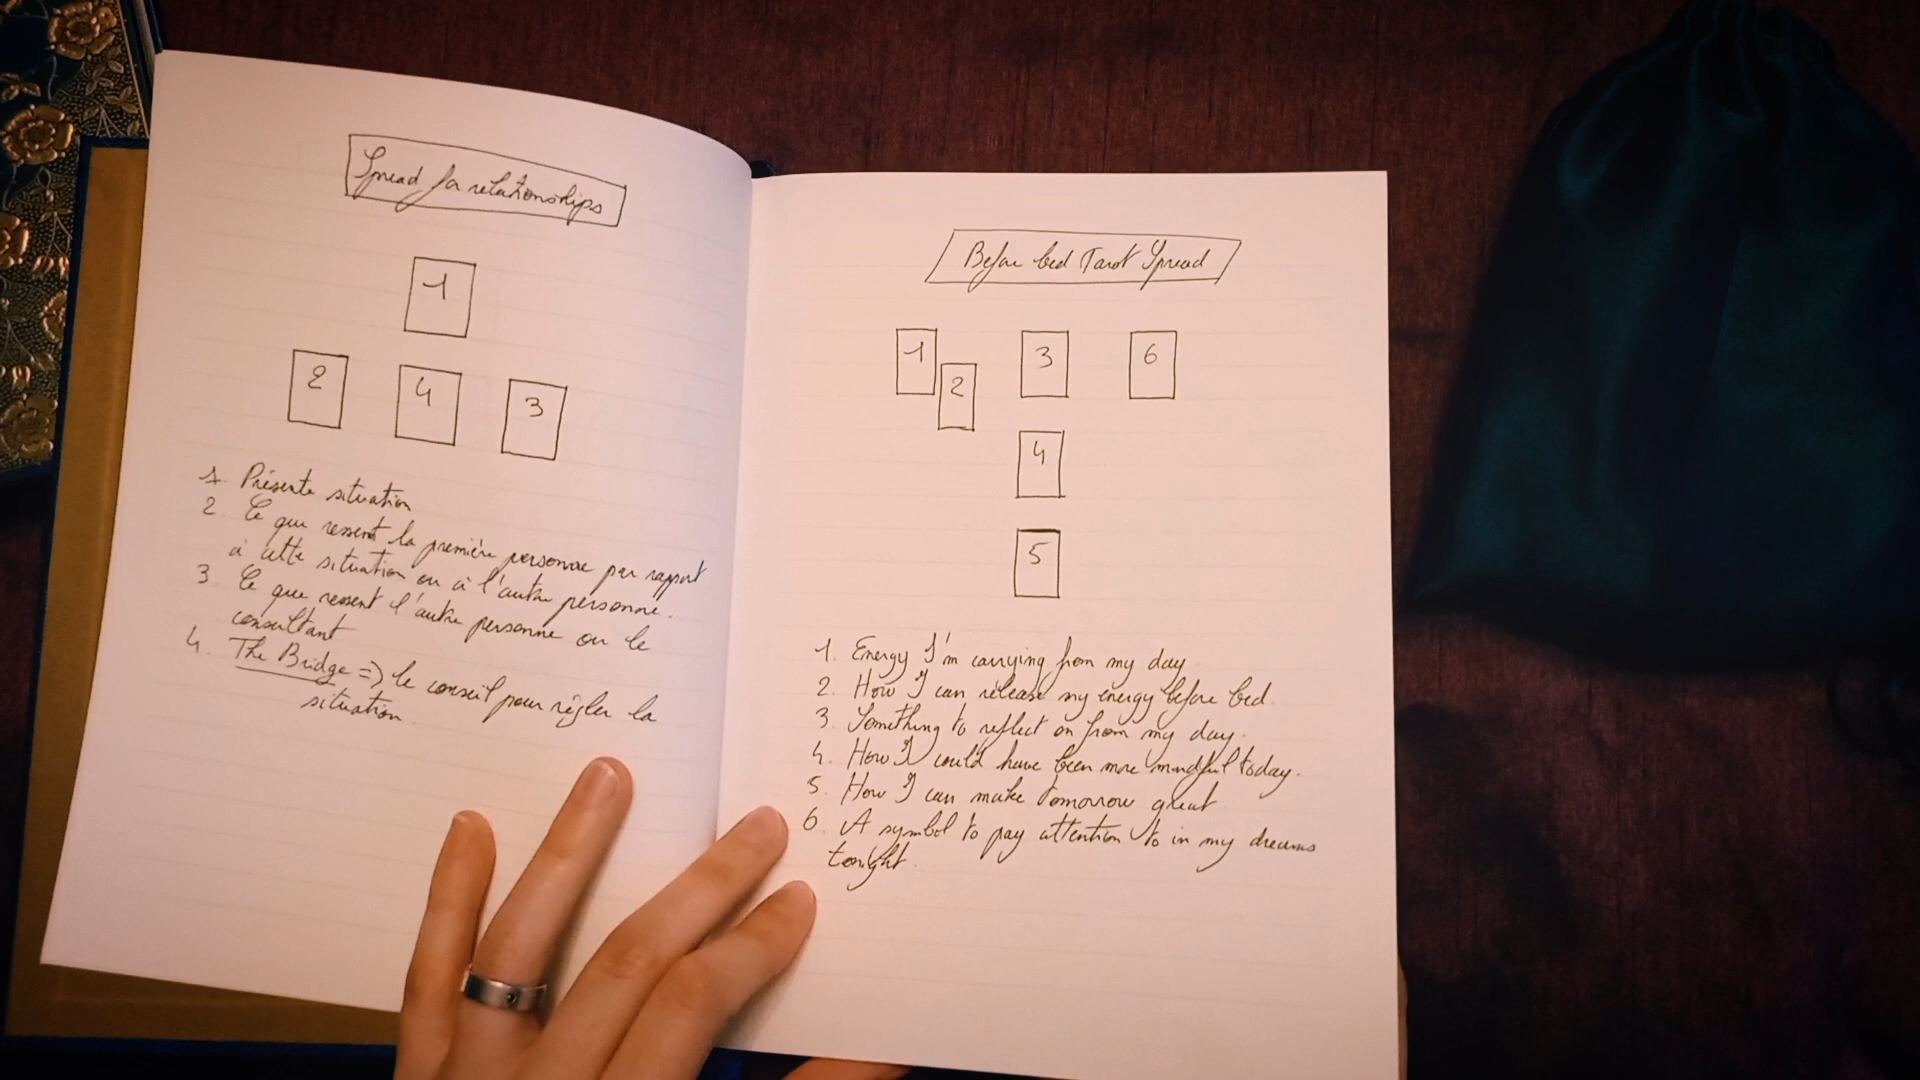 Spread for relationships
1
2 4 3
1. Présente situation
2. Ce que ressent la première personne par rapport
à cette situation ou à l'autre personne.
3 Ce que ressent l'autre personne ou le
consultant
4. The Bridge => le conseil pour régler la
situation
Before bed Tarot Spread
1 3 6
2
4
5
1. Energy I'm carrying from my day
2. How I can release my energy before bed.
3. Something to reflect on from my day.
4. How I could have been more mindful today.
5. How I can make tomorrow great
6. A symbol to pay attention to in my dreams
tonight.